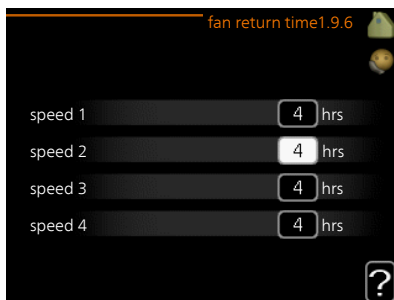 fan return time1.9.6
speed 1 4 hrs
speed 2 4 hrs
speed 3 4 hrs
speed 4 4 hrs
?